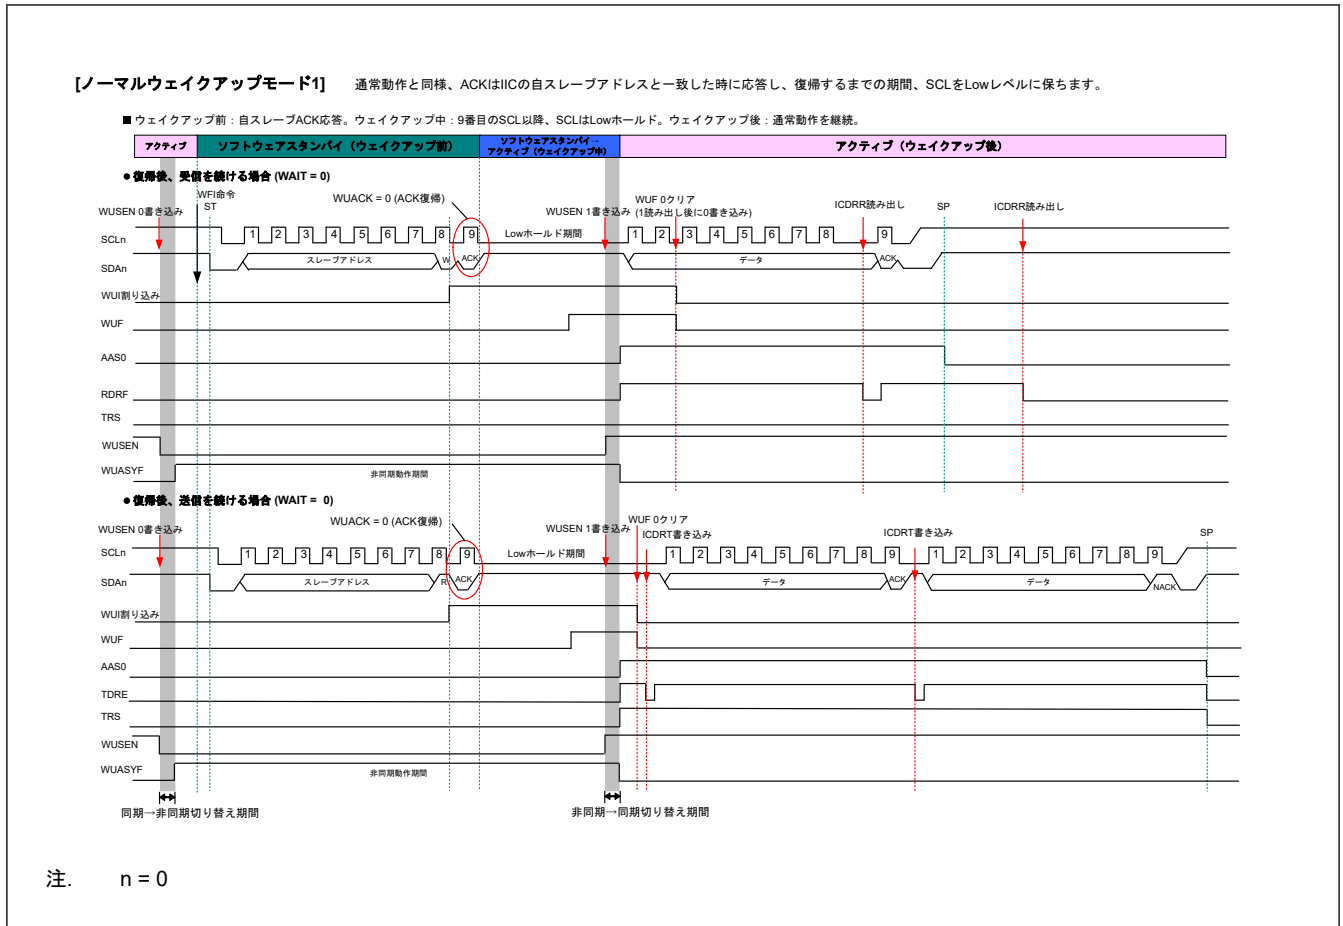 [ノーマルウェイクアップモード1] 通常動作と同様、ACKはIICの自スレーブアドレスと一致した時に応答し、復帰するまでの期間、SCLをLowレベルに保ちます。
■ ウェイクアップ前：自スレーブACK応答。ウェイクアップ中：9番目のSCL以降、SCLはLowホールド。ウェイクアップ後：通常動作を継続。
アクティブ ソフトウェアスタンバイ（ウェイクアップ前） ソフトウェアスタンバイ→ アクティブ（ウェイクアップ後）
アクティブ（ウェイクアップ中）
● 復帰後、受信を続ける場合 (WAIT = 0)
WFI命令
WUACK = 0 (ACK復帰) WUF 0クリア
WUSEN 0書き込み ST WUSEN 1書き込み (1読み出し後に0書き込み) ICDRR読み出し SP ICDRR読み出し
SCLn 1 2 3 4 5 6 7 8 9 Lowホールド期間 1 2 3 4 5 6 7 8 9
SDAn スレーブアドレス W ACK データ ACK
WUI割り込み
WUF
AAS0
RDRF
TRS
WUSEN
WUASYF 非同期動作期間
● 復帰後、送信を続ける場合 (WAIT = 0)
WUACK = 0 (ACK復帰) WUF 0クリア
WUSEN 0書き込み WUSEN 1書き込み ICDRT書き込み ICDRT書き込み SP
SCLn 1 2 3 4 5 6 7 8 9 Lowホールド期間 1 2 3 4 5 6 7 8 9 1 2 3 4 5 6 7 8 9
SDAn スレーブアドレス R ACK データ ACK データ NACK
WUI割り込み
WUF
AAS0
TDRE
TRS
WUSEN
WUASYF 非同期動作期間
同期→非同期切り替え期間 非同期→同期切り替え期間
注. n = 0